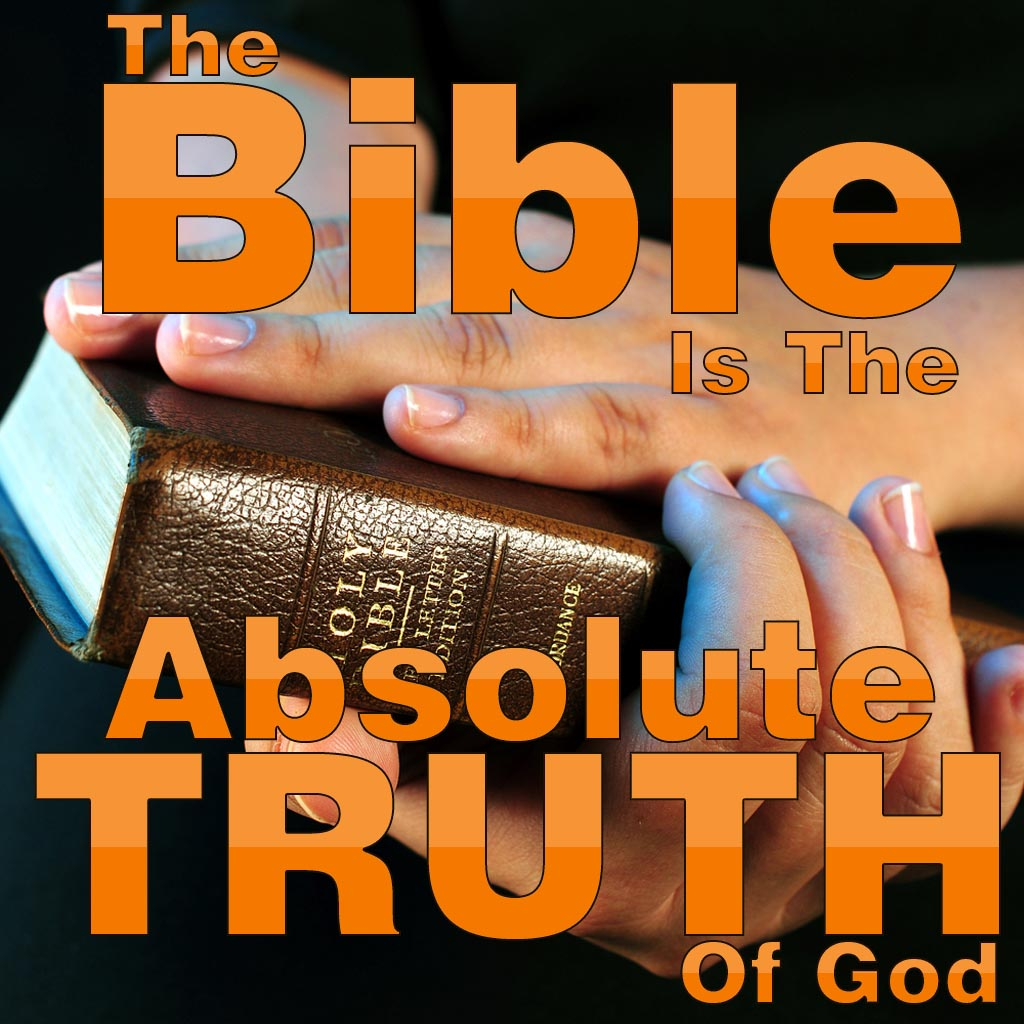 The
Bible
Is The
HOLY
BIBLE
LETTER
EDITION
Absolute
TRUTH
Of God